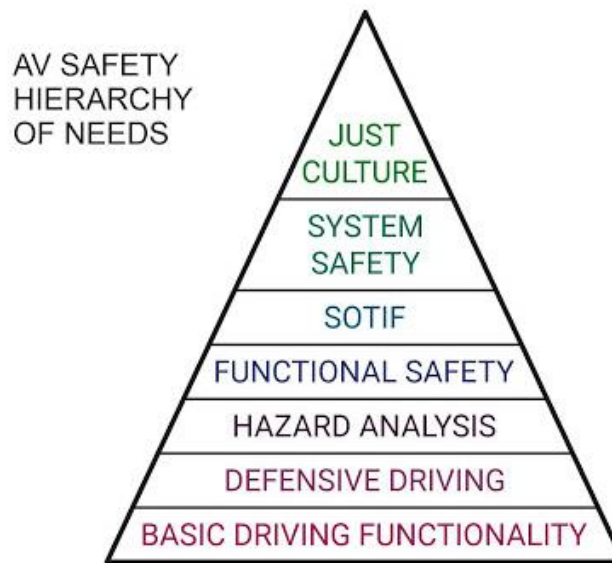 AV SAFETY
HIERARCHY
OF NEEDS
JUST
CULTURE
SYSTEM
SAFETY
SOTIF
FUNCTIONAL SAFETY
HAZARD ANALYSIS
DEFENSIVE DRIVING
BASIC DRIVING FUNCTIONALITY